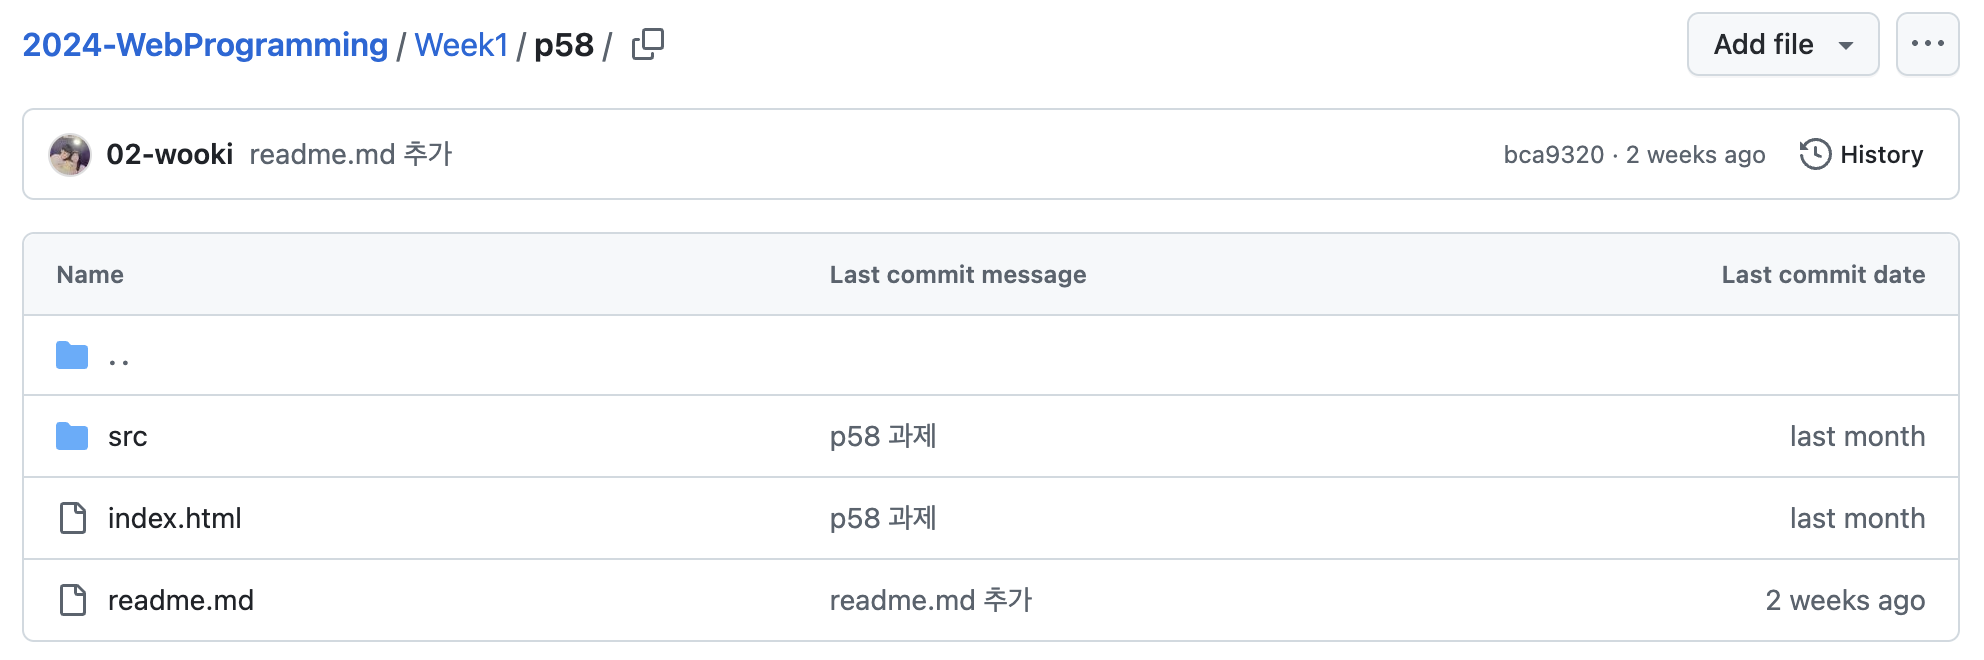 2024-WebProgramming / Week1 / p58 /
Add file
02-wooki readme.md 추가
bca9320 · 2 weeks ago
History
Name Last commit message Last commit date
..
src p58 과제 last month
index.html p58 과제 last month
readme.md readme.md 추가 2 weeks ago